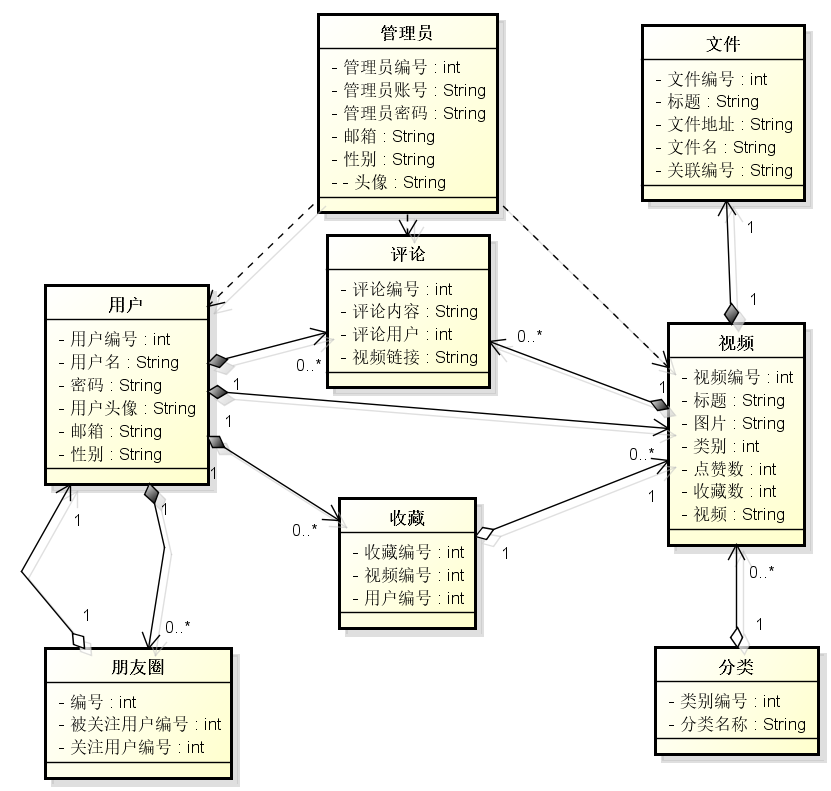 管理员
- 管理员编号 : int
- 管理员账号 : String
- 管理员密码 : String
- 邮箱 : String
- 性别 : String
- - 头像 : String
文件
- 文件编号 : int
- 标题 : String
- 文件地址 : String
- 文件名 : String
- 关联编号 : String
1
1
评论
- 评论编号 : int
- 评论内容 : String
- 评论用户 : int
- 视频链接 : String
0..*
0..*
1
用户
- 用户编号 : int
- 用户名 : String
- 密码 : String
- 用户头像 : String
- 邮箱 : String
- 性别 : String
1
1
1
0..*
视频
- 视频编号 : int
- 标题 : String
- 图片 : String
- 类别 : int
- 点赞数 : int
- 收藏数 : int
- 视频 : String
0..*
1
收藏
- 收藏编号 : int
- 视频编号 : int
- 用户编号 : int
1
1
1
1
0..*
朋友圈
- 编号 : int
- 被关注用户编号 : int
- 关注用户编号 : int
0..*
1
分类
- 类别编号 : int
- 分类名称 : String